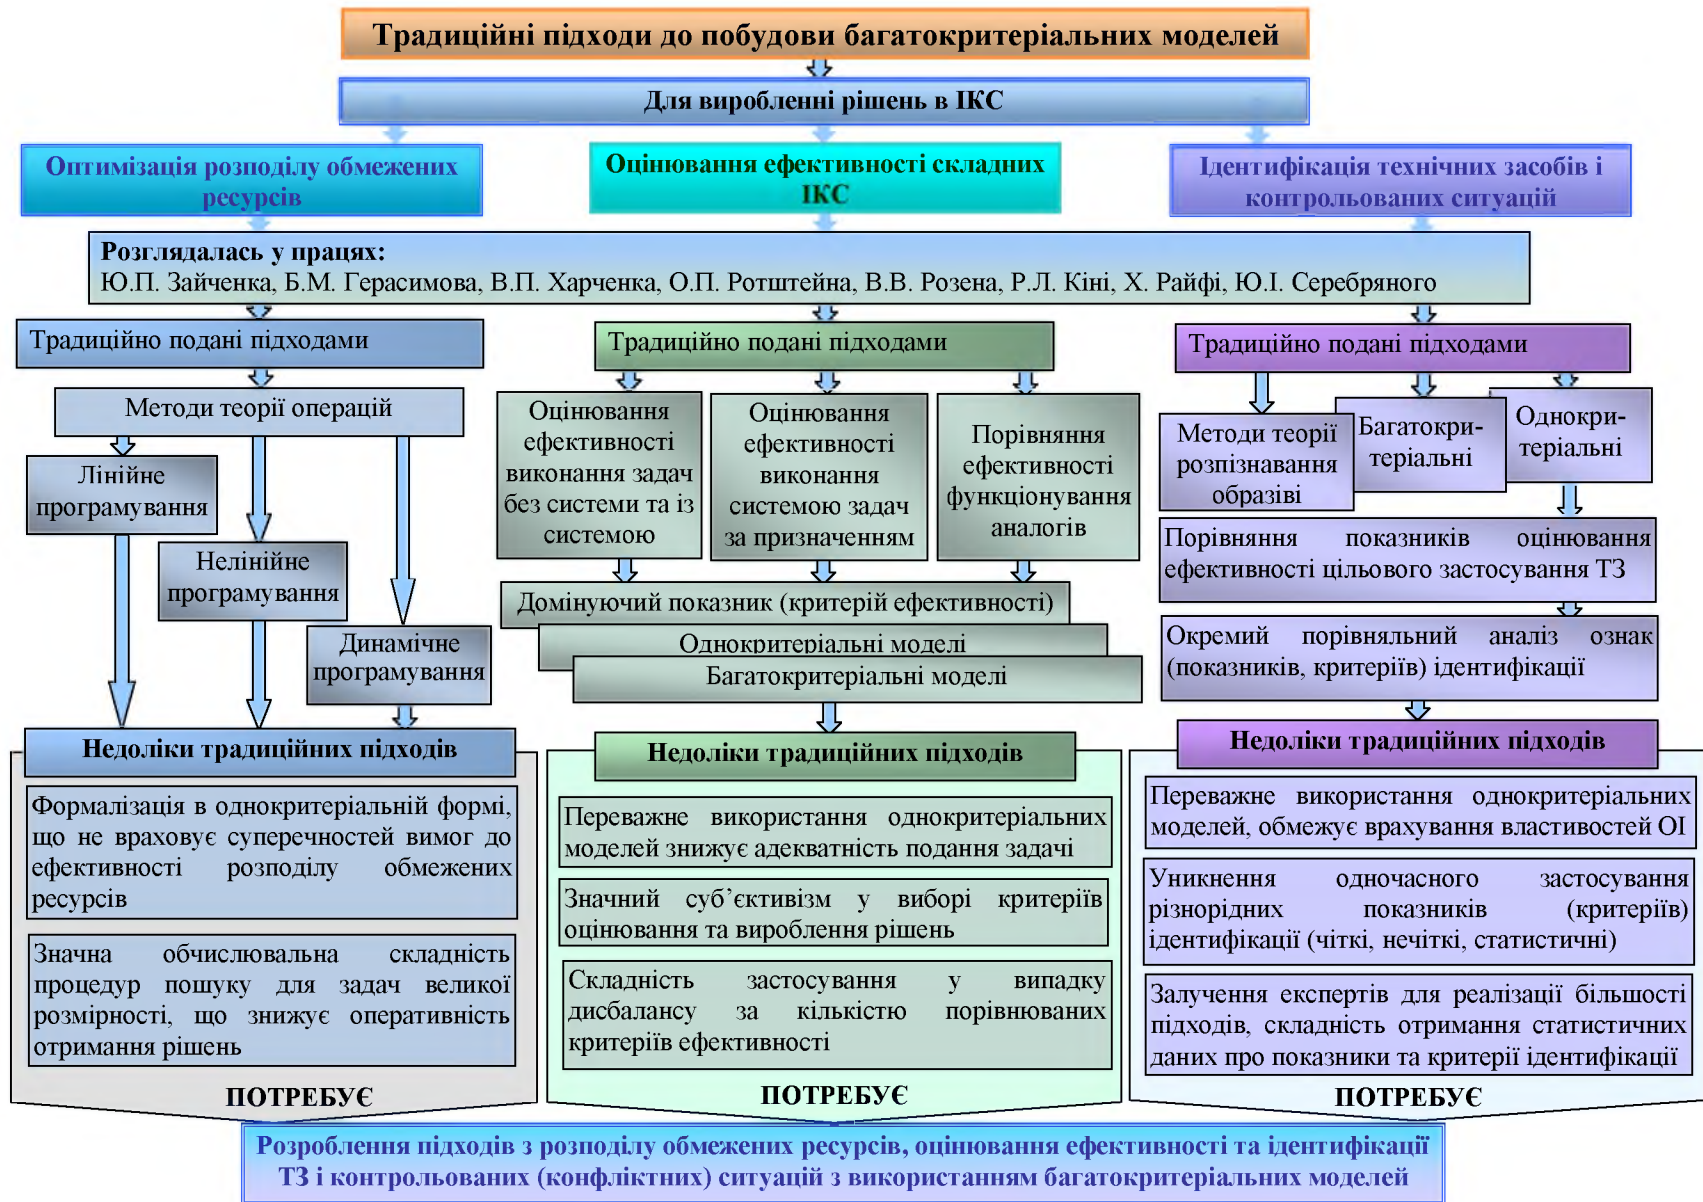 Традиційні підходи до побудови багатокритеріальних моделей
Для виробленні рішень в ІКС
Оптимізація розподілу обмежених
ресурсів
Оцінювання ефективності складних
ІКС
Ідентифікація технічних засобів і
контрольованих ситуацій
Розглядалась у працях:
Ю.П. Зайченка, Б.М. Герасимова, В.П. Харченка, О.П. Ротштейна, В.В. Розена, Р.Л. Кіні, Х. Райфі, Ю.І. Серебряного
Традиційно подані підходами
Методи теорії операцій
Лінійне
програмування
Нелінійне
програмування
Динамічне
програмування
Традиційно подані підходами
Оцінювання
ефективності
виконання задач
без системи та із
системою
Оцінювання
ефективності
виконання
системою задач
за призначенням
Порівняння
ефективності
функціонування
аналогів
Домінуючий показник (критерій ефективності)
Однокритеріальні моделі
Багатокритеріальні моделі
Традиційно подані підходами
Методи теорії
розпізнавання
образіві
Багатокри-
теріальні
Однокри-
теріальні
Порівняння показників оцінювання
ефективності цільового застосування ТЗ
Окремий порівняльний аналіз ознак
(показників, критеріїв) ідентифікації
Недоліки традиційних підходів
Формалізація в однокритеріальній формі,
що не враховує суперечностей вимог до
ефективності розподілу обмежених
ресурсів
Значна обчислювальна складність
процедур пошуку для задач великої
розмірності, що знижує оперативність
отримання рішень
ПОТРЕБУЄ
Недоліки традиційних підходів
Переважне використання однокритеріальних
моделей знижує адекватність подання задачі
Значний суб’єктивізм у виборі критеріїв
оцінювання та вироблення рішень
Складність застосування у випадку
дисбалансу за кількістю порівнюваних
критеріїв ефективності
ПОТРЕБУЄ
Недоліки традиційних підходів
Переважне використання однокритеріальних
моделей, обмежує врахування властивостей ОІ
Уникнення одночасного застосування
різнорідних показників (критеріїв)
ідентифікації (чіткі, нечіткі, статистичні)
Залучення експертів для реалізації більшості
підходів, складність отримання статистичних
даних про показники та критерії ідентифікації
ПОТРЕБУЄ
Розроблення підходів з розподілу обмежених ресурсів, оцінювання ефективності та ідентифікації
ТЗ і контрольованих (конфліктних) ситуацій з використанням багатокритеріальних моделей